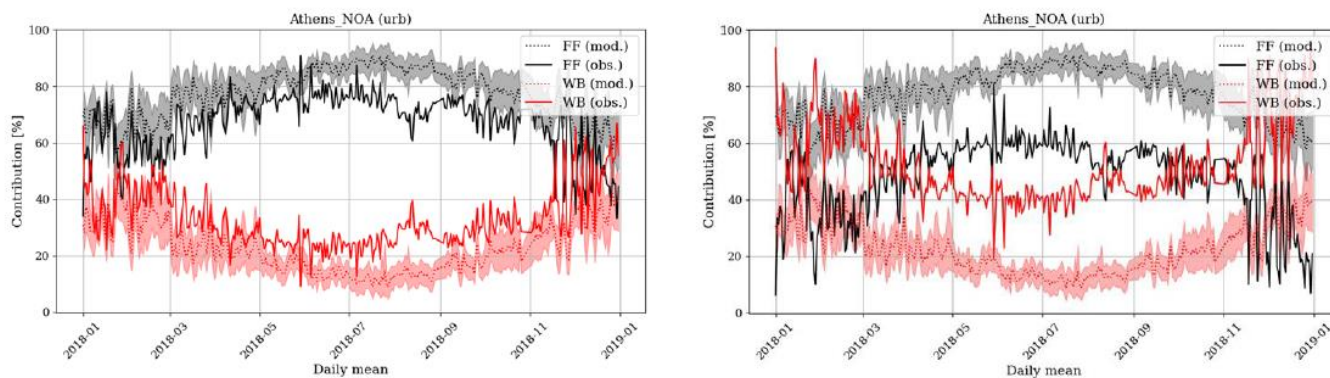 Athens_NOA (urb)
Contribution [%]
100
80
60
40
20
0
FF (mod.)
FF (obs.)
WB (mod.)
WB (obs.)
2018-01
2018-03
2018-05
2018-07
2018-09
2018-11
2019-01
Daily mean
Athens_NOA (urb)
Contribution [%]
100
80
60
40
20
0
FF (mod.)
FF (obs.)
WB (mod.)
WB (obs.)
2018-01
2018-03
2018-05
2018-07
2018-09
2018-11
2019-01
Daily mean